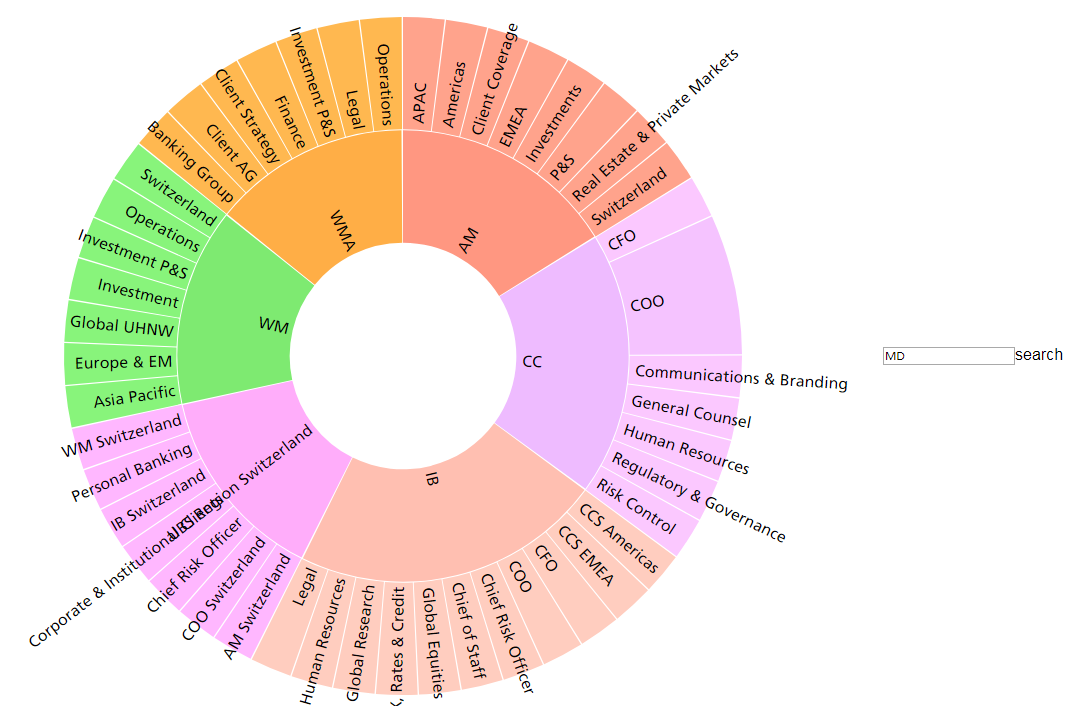 WMA
Banking Group
Client AG
Client Strategy
Finance
Investment P&S
Legal
Operations
AM
APAC
Americas
Client Coverage
EMEA
Investments
P&S
Real Estate & Private Markets
Switzerland
CC
CFO
COO
Communications & Branding
General Counsel
Human Resources
Regulatory & Governance
Risk Control
IB
CCS Americas
CCS EMEA
CFO
COO
Chief Risk Officer
Chief of Staff
Global Equities
, Rates & Credit
Global Research
Human Resources
Legal
UBS Region Switzerland
AM Switzerland
COO Switzerland
Chief Risk Officer
Corporate & Institutional Clients
IB Switzerland
Personal Banking
WM Switzerland
WM
Asia Pacific
Europe & EM
Global UHNW
Investment
Investment P&S
Operations
Switzerland
MD search